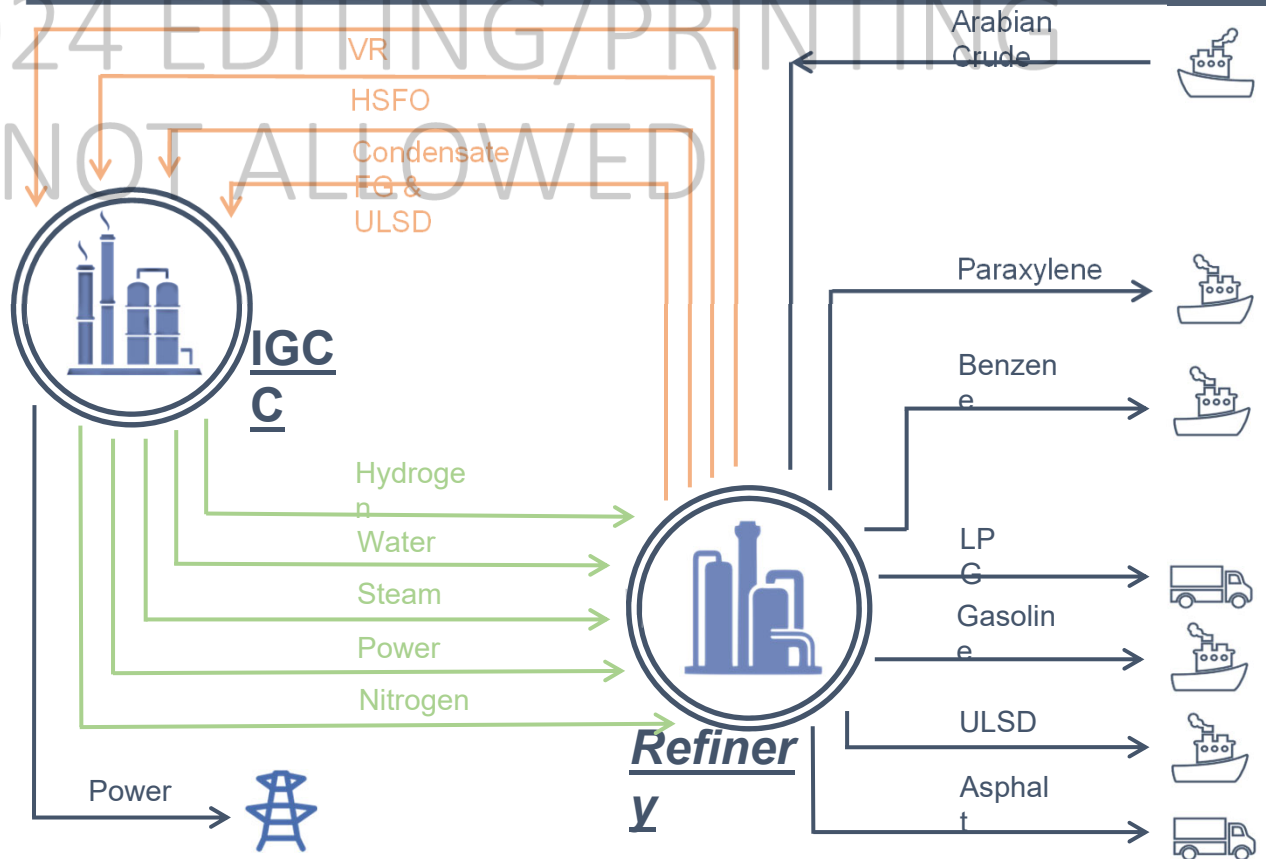 24 EDITING/PRINTING
NOT ALLOWED
VR
HSFO
Condensate
FG &
ULSD
Arabian
Crude
Paraxylene
Benzen
e
IGC
C
Hydroge
n
Water
Steam
Power
Nitrogen
LP
G
Gasolin
e
ULSD
Asphal
t
Refiner
y
Power